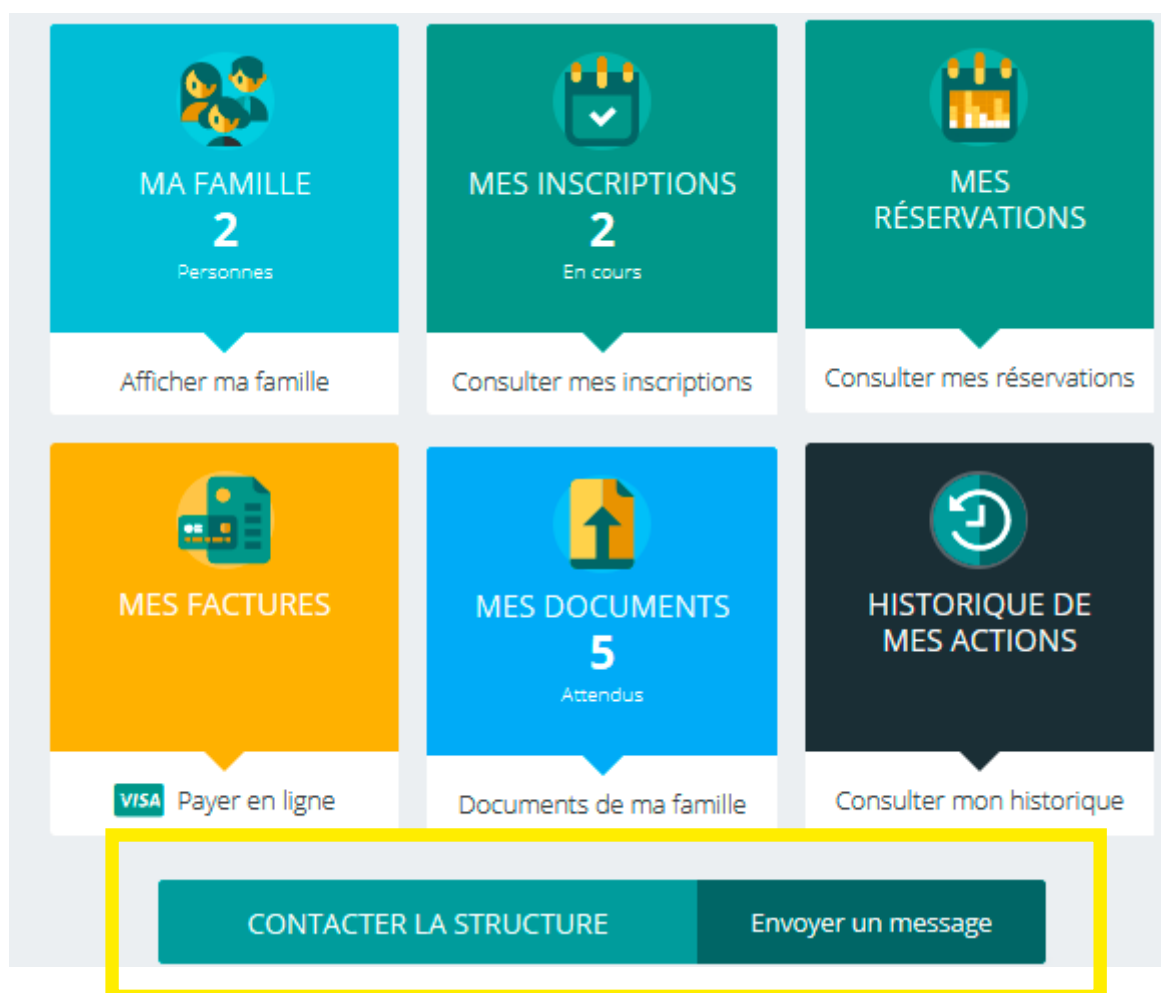 MA FAMILLE
2
Personnes
Afficher ma famille
MES INSCRIPTIONS
2
En cours
Consulter mes inscriptions
MES
RÉSERVATIONS
Consulter mes réservations
MES FACTURES
VISA Payer en ligne
MES DOCUMENTS
5
Attendus
Documents de ma famille
HISTORIQUE DE
MES ACTIONS
Consulter mon historique
CONTACTER LA STRUCTURE Envoyer un message